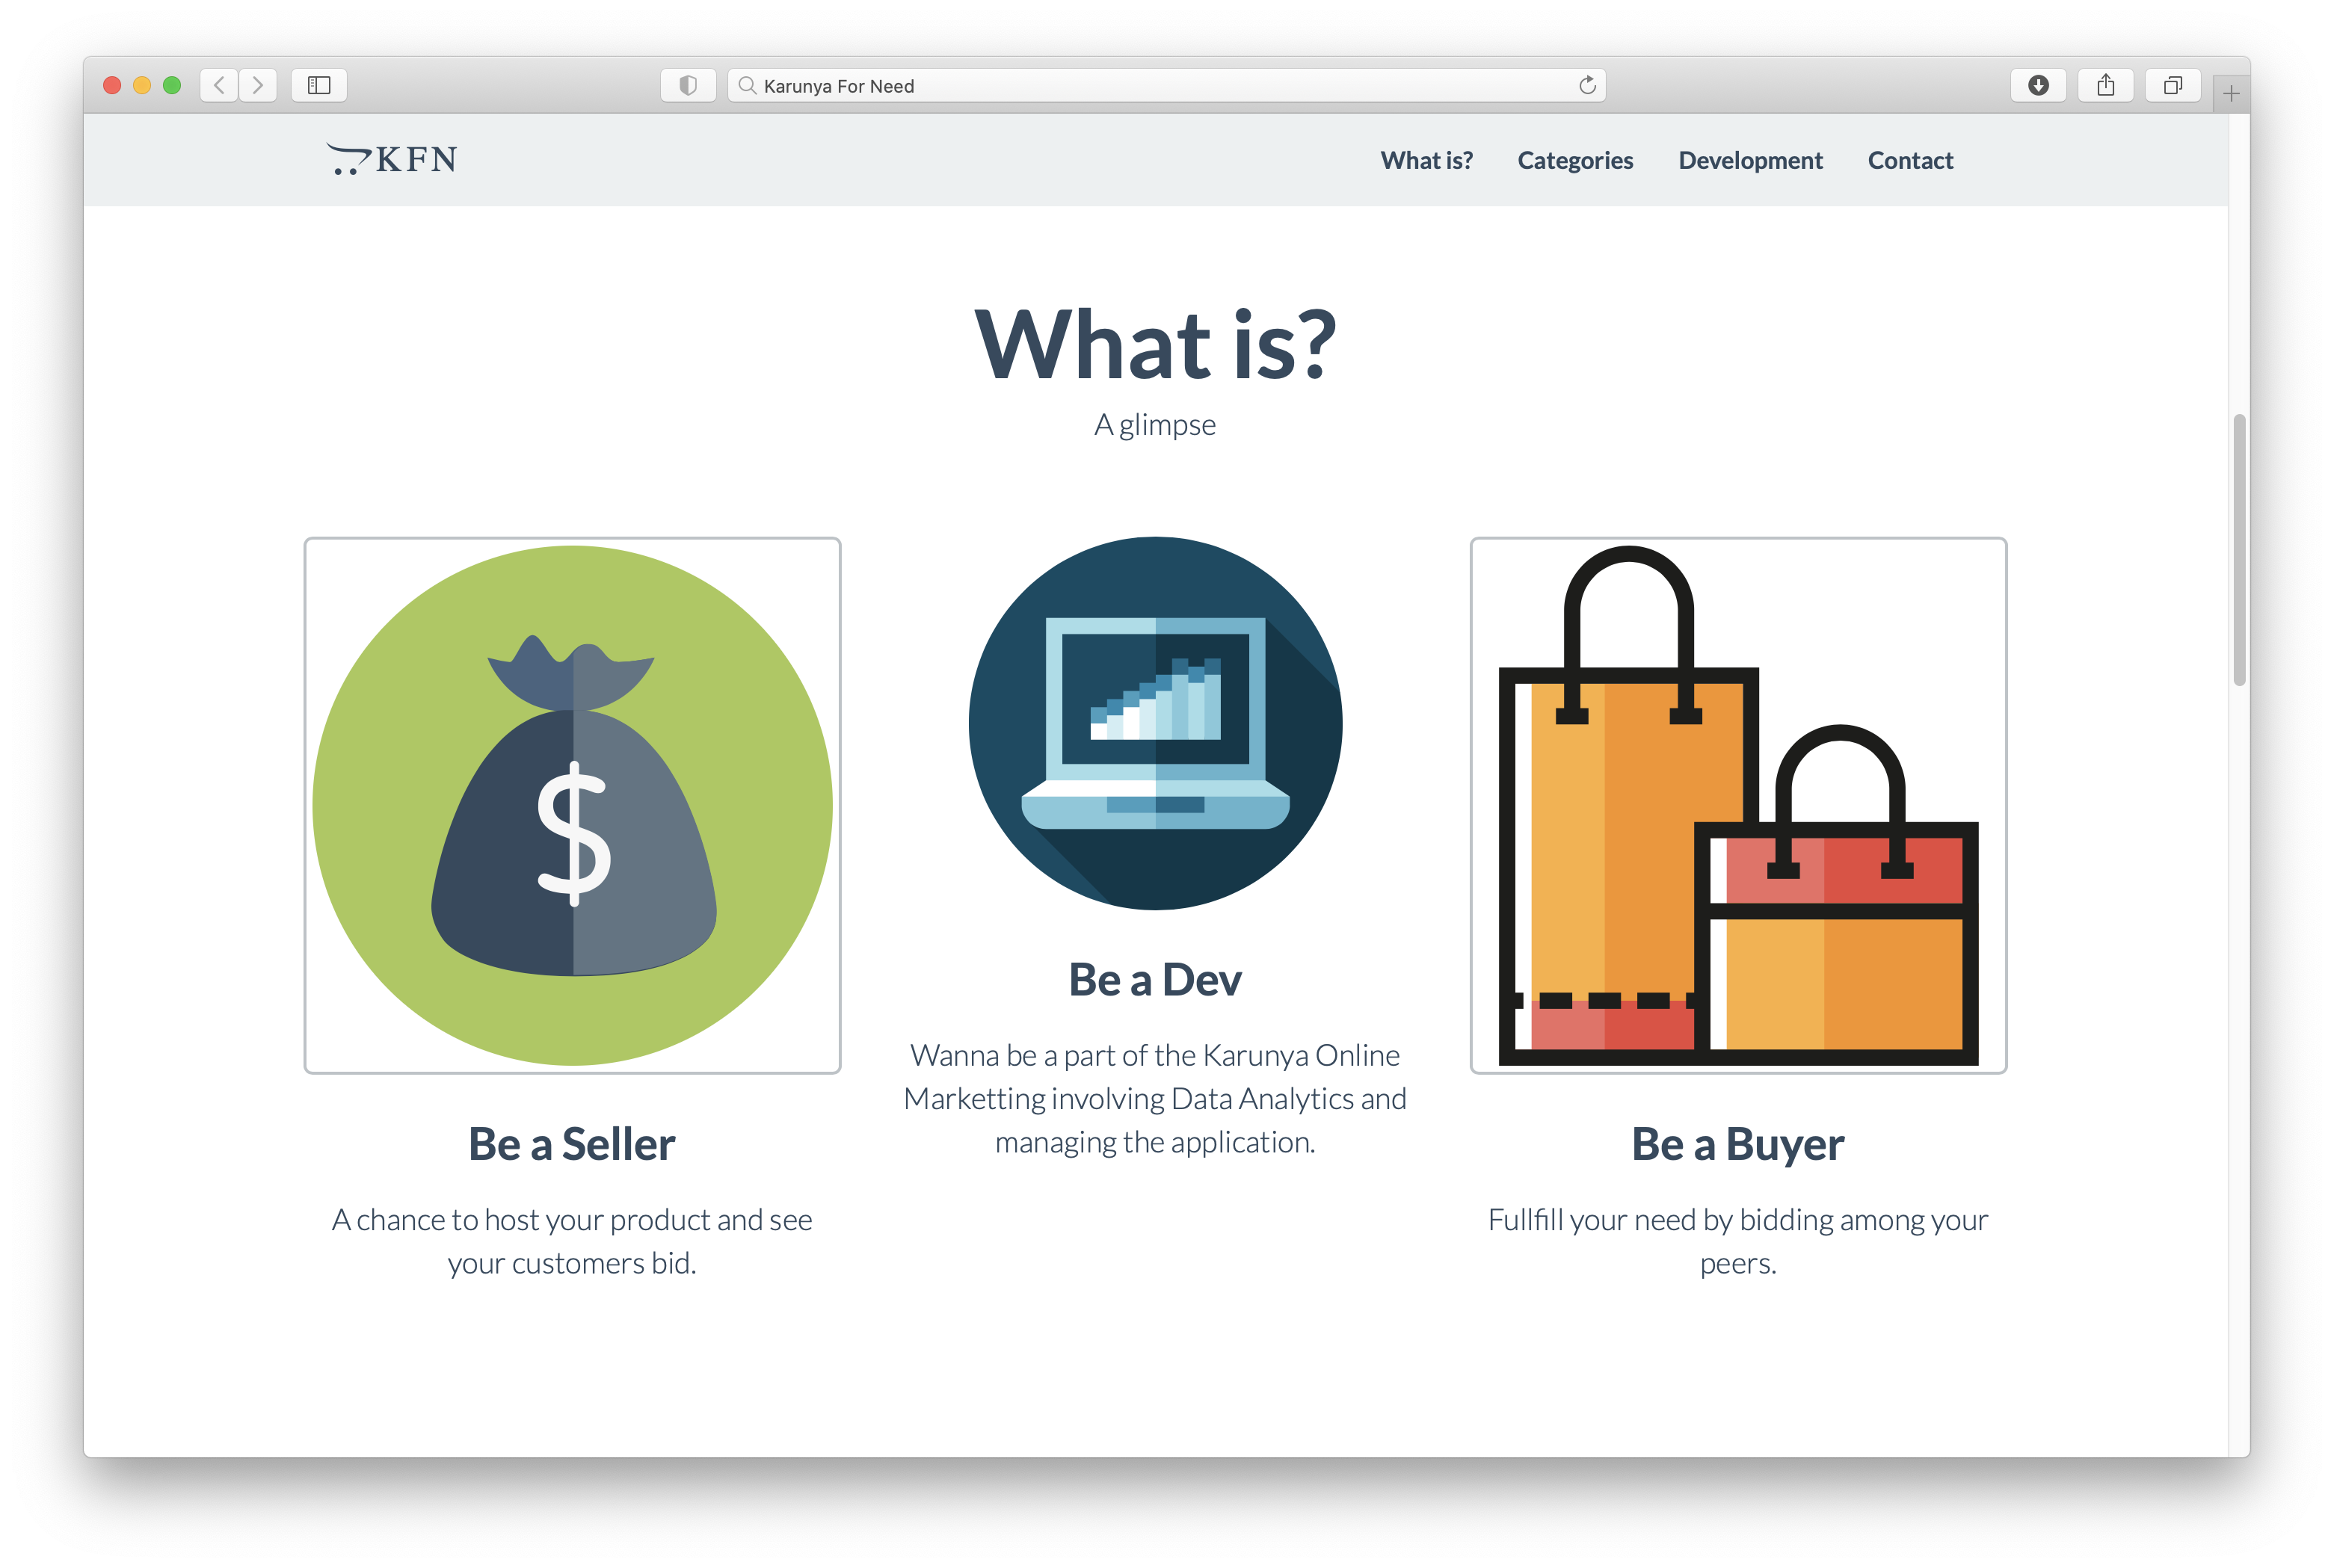 Karunya For Need
KFN
What is? Categories Development Contact
What is?
A glimpse
$
Be a Seller
A chance to host your product and see
your customers bid.
Be a Dev
Wanna be a part of the Karunya Online
Marketting involving Data Analytics and
managing the application.
Be a Buyer
Fullfill your need by bidding among your
peers.